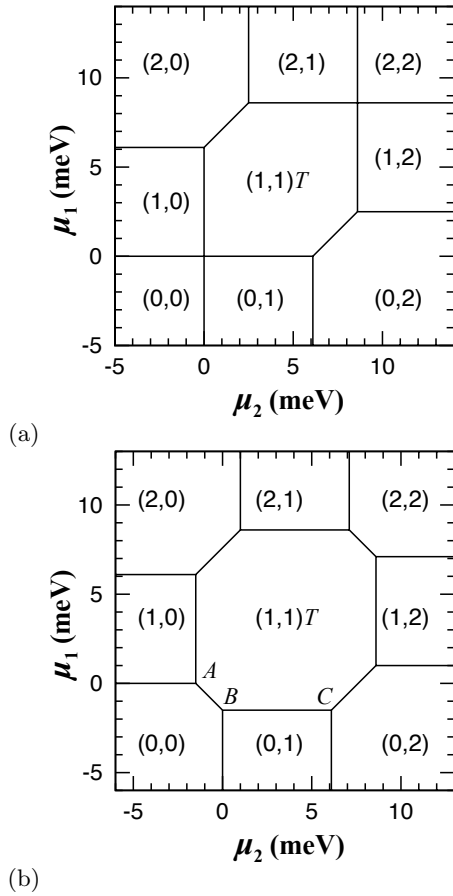 10
5
0
-5
μ1 (meV)
(2,0) (2,1) (2,2)
(1,0) (1,1)T (1,2)
(0,0) (0,1) (0,2)
-5 0 5 10
μ2 (meV)
(a)
10
5
0
-5
μ1 (meV)
(2,0) (2,1) (2,2)
(1,0) (1,1)T (1,2)
A
B C
(0,0) (0,1) (0,2)
-5 0 5 10
μ2 (meV)
(b)